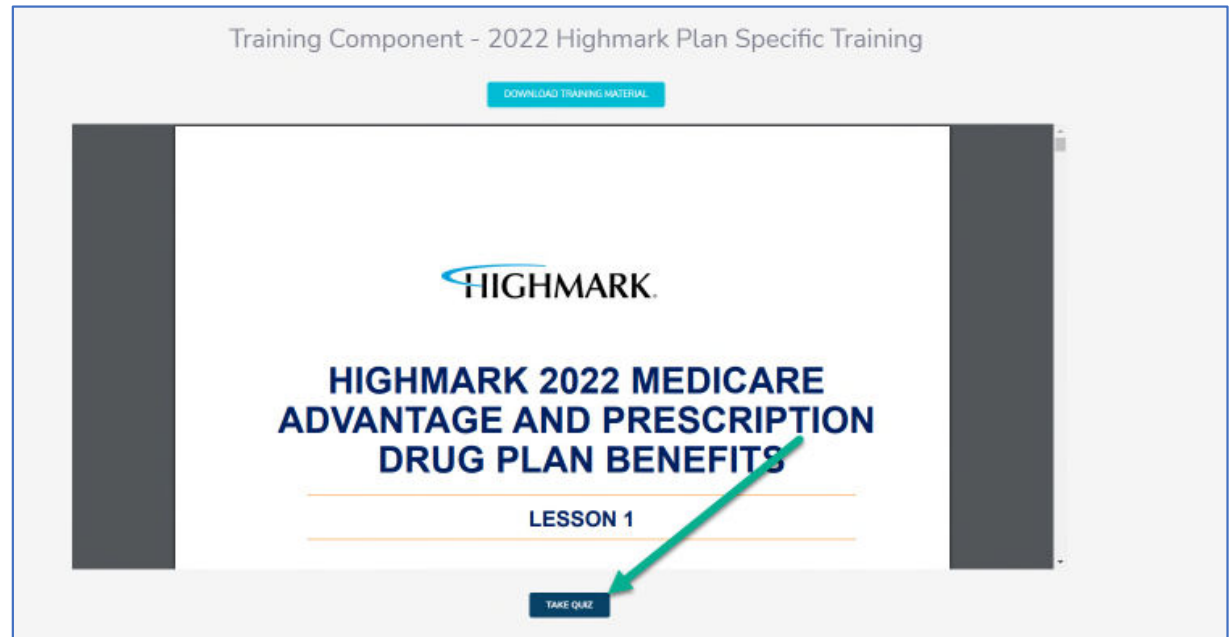 Training Component - 2022 Highmark Plan Specific Training
DOWNLOAD TRAINING MATERIAL
HIGHMARK.
HIGHMARK 2022 MEDICARE
ADVANTAGE AND PRESCRIPTION
DRUG PLAN BENEFITS
LESSON 1
TAKE QUIZ